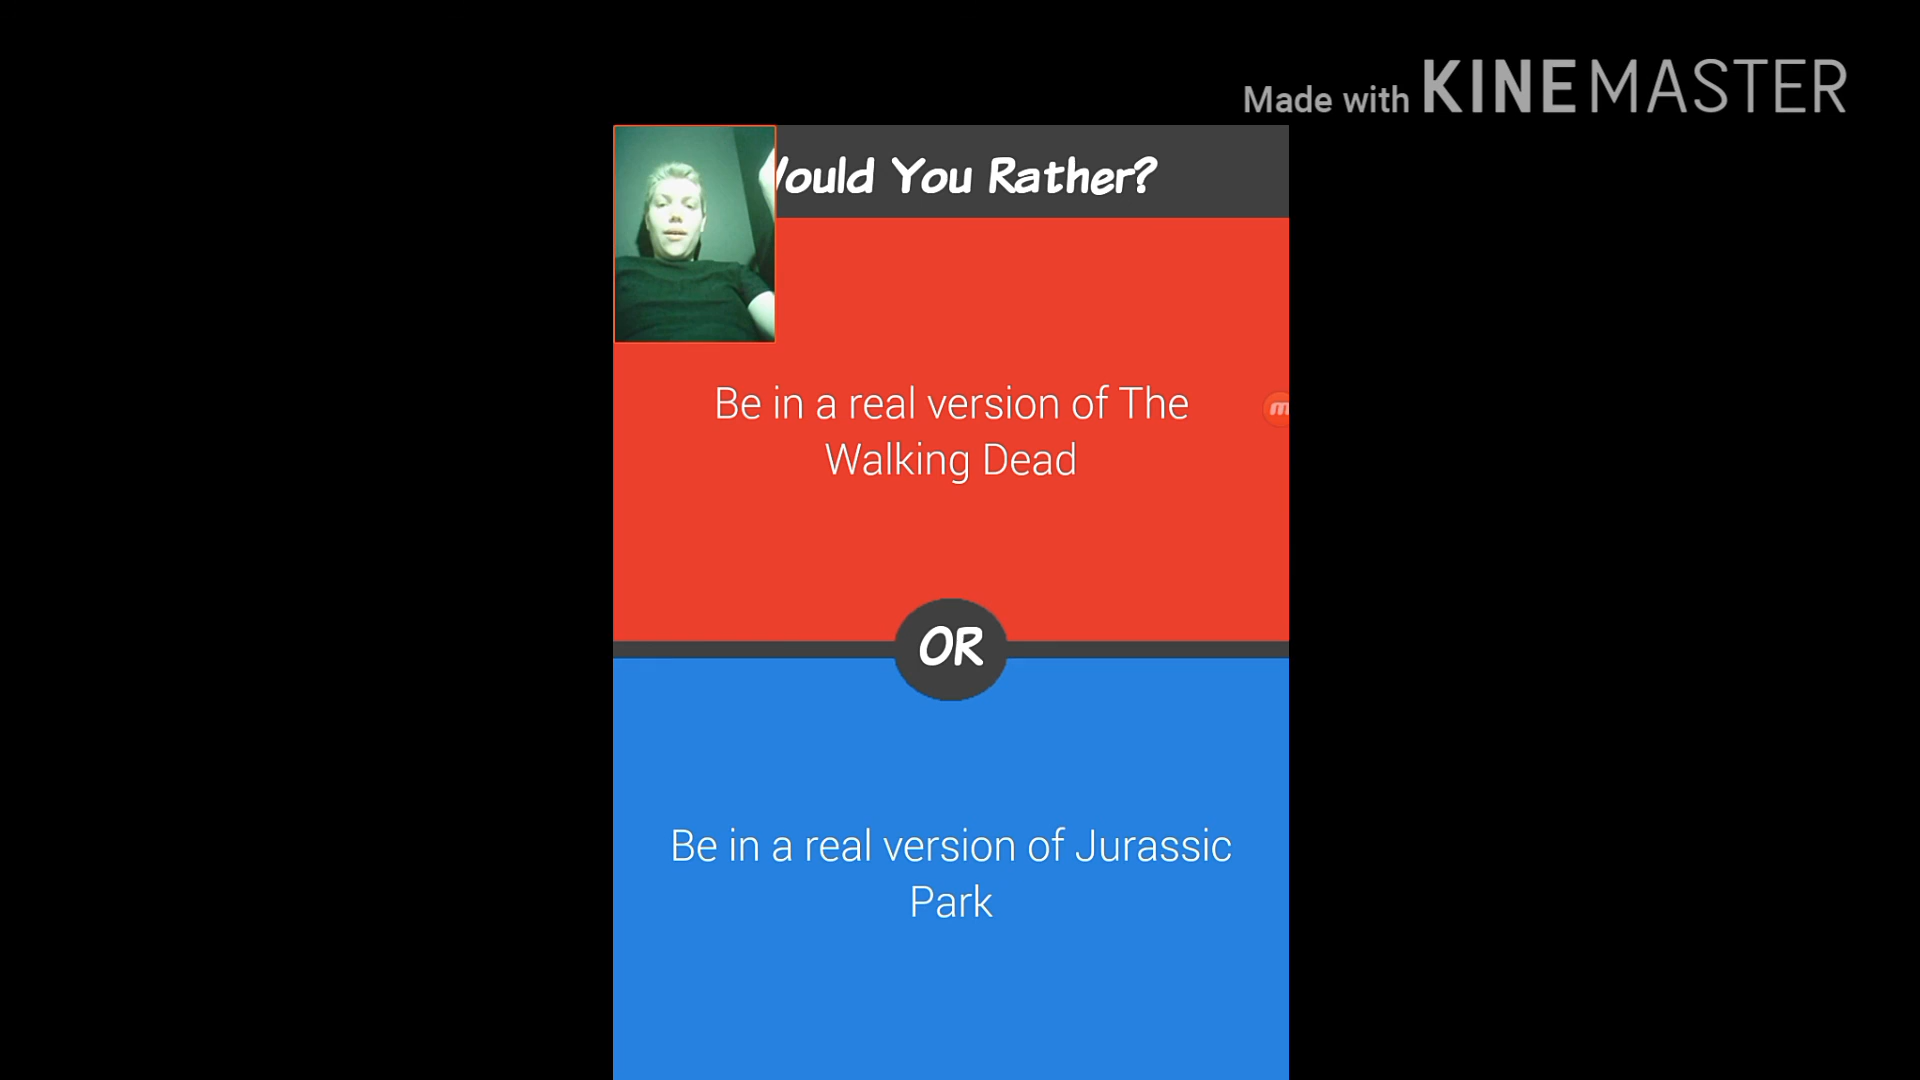 Made with KINEMASTER
ould You Rather?
Be in a real version of The
Walking Dead
m
OR
Be in a real version of Jurassic
Park